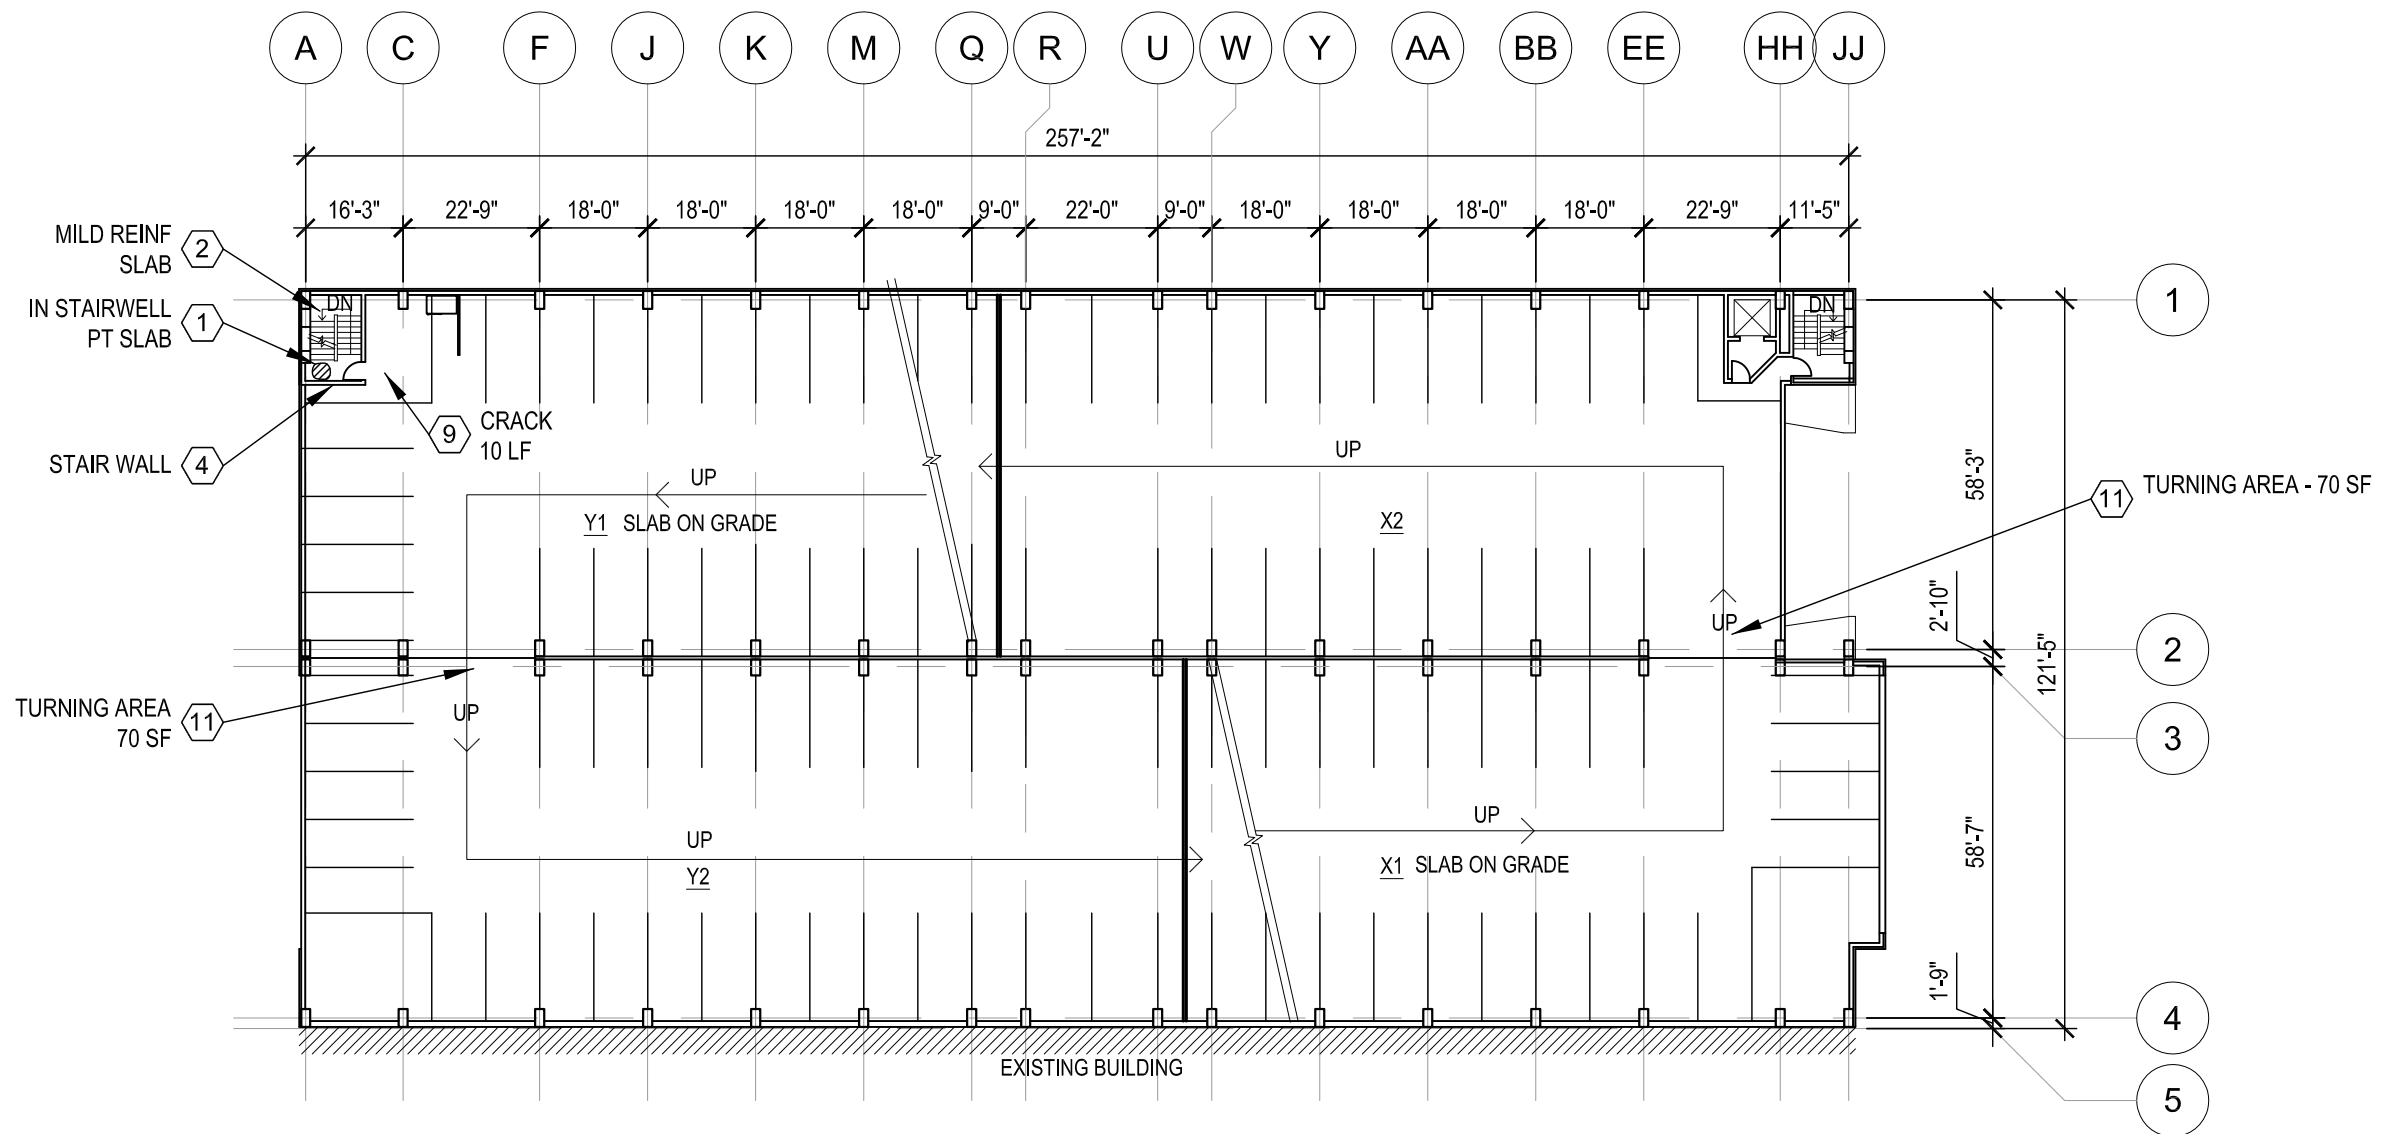 A C F J K M Q R U W Y AA BB EE HH JJ
257'-2"
16'-3" 22'-9" 18'-0" 18'-0" 18'-0" 18'-0" 9'-0" 22'-0" 9'-0" 18'-0" 18'-0" 18'-0" 18'-0" 22'-9" 11'-5"
MILD REINF
SLAB
2
IN STAIRWELL
PT SLAB
1
DN
DN
1
STAIR WALL
4
9
CRACK
10 LF
UP
UP
58'-3"
11
TURNING AREA - 70 SF
Y1 SLAB ON GRADE
X2
UP
2'-10"
2
121'-5"
TURNING AREA
70 SF
11
UP
3
UP
UP
58'-7"
Y2
X1 SLAB ON GRADE
1'-9"
4
EXISTING BUILDING
5